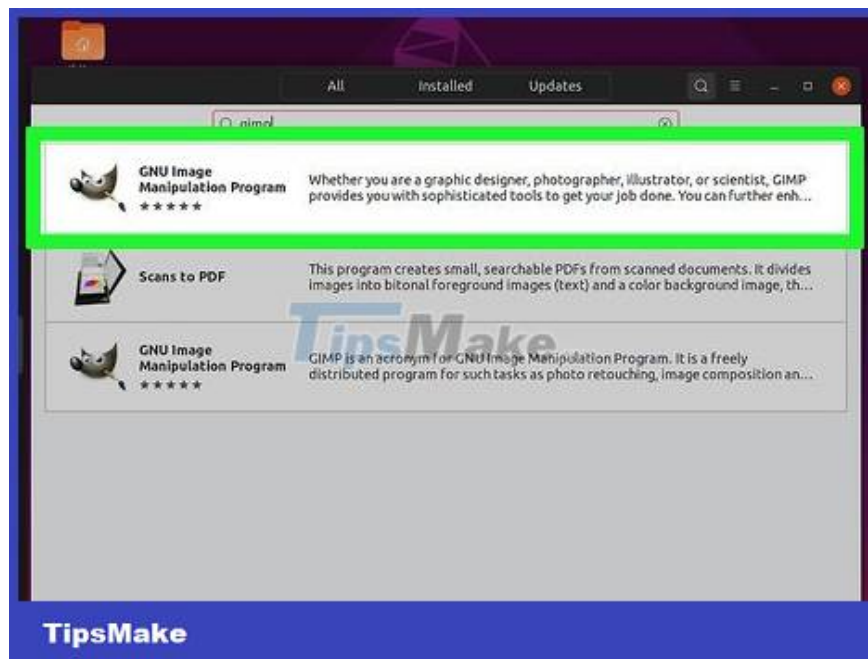 All Installed Updates
gimp
GNU Image
Manipulation Program
★★★★★
Whether you are a graphic designer, photographer, illustrator, or scientist, GIMP
provides you with sophisticated tools to get your job done. You can further enh...
Scans to PDF
This program creates small, searchable PDFs from scanned documents. It divides
images into bitonal foreground images (text) and a color background image, th...
TipsMake
GNU Image
Manipulation Program
★★★★★
GIMP is an acronym for GNU Image Manipulation Program. It is a freely
distributed program for such tasks as photo retouching, image composition an...
TipsMake